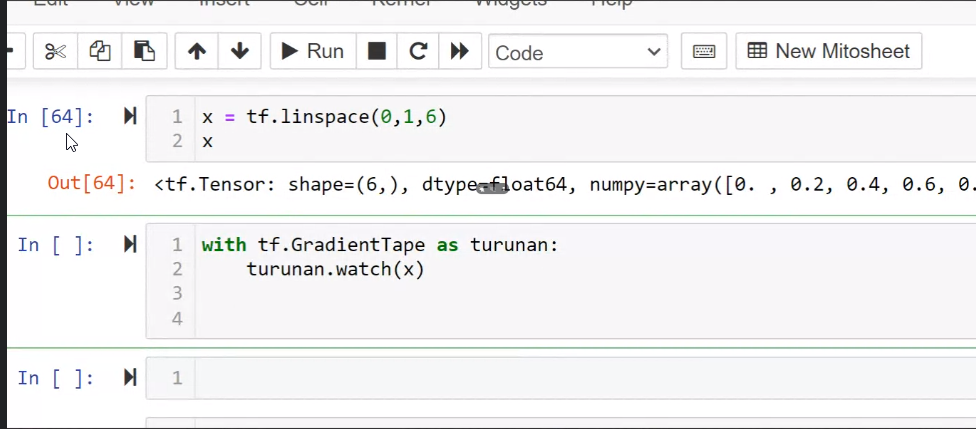 Edit View Insert Cell Kernel Widgets Help
Run Code New Mitosheet
In [64]: 1 x = tf.linspace(0,1,6)
2 x
Out[64]: <tf.Tensor: shape=(6,), dtype=float64, numpy=array([0. , 0.2, 0.4, 0.6, 0.
In [ ]: 1 with tf.GradientTape as turunan:
2 turunan.watch(x)
3
4
In [ ]: 1